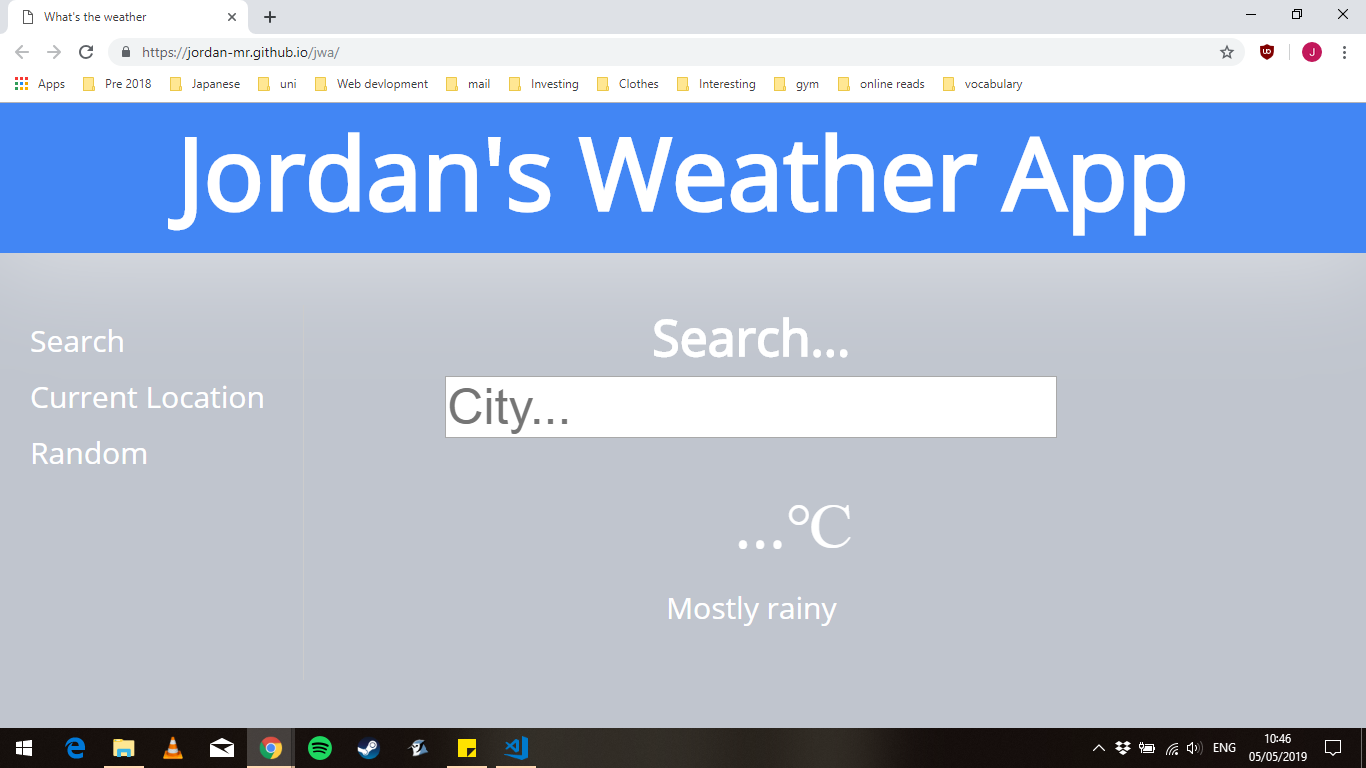 What's the weather
https://jordan-mr.github.io/jwa/
J
Apps Pre 2018 Japanese uni Web devlopment mail Investing Clothes Interesting gym online reads vocabulary
Jordan's Weather App
Search
Current Location
Random
Search...
City...
...℃
Mostly rainy
ENG
10:46
05/05/2019